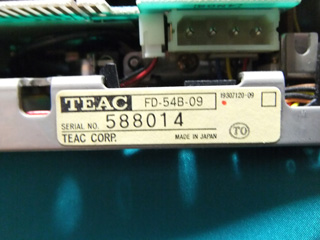 TEAC FD-54B-09 19307120-09
SERIAL NO. 588014
TEAC CORP. MADE IN JAPAN TO